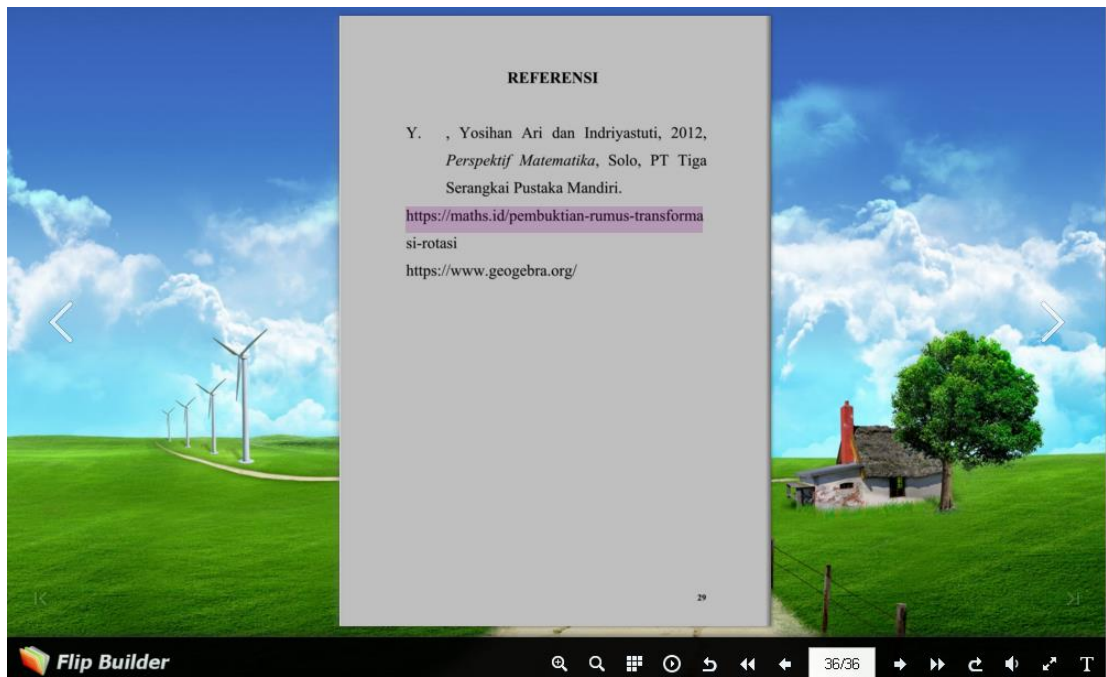 REFERENSI
Y. , Yosihan Ari dan Indriyastuti, 2012,
Perspektif Matematika, Solo, PT Tiga
Serangkai Pustaka Mandiri.
https://maths.id/pembuktian-rumus-transforma
si-rotasi
https://www.geogebra.org/
29
Flip Builder
36/36
T